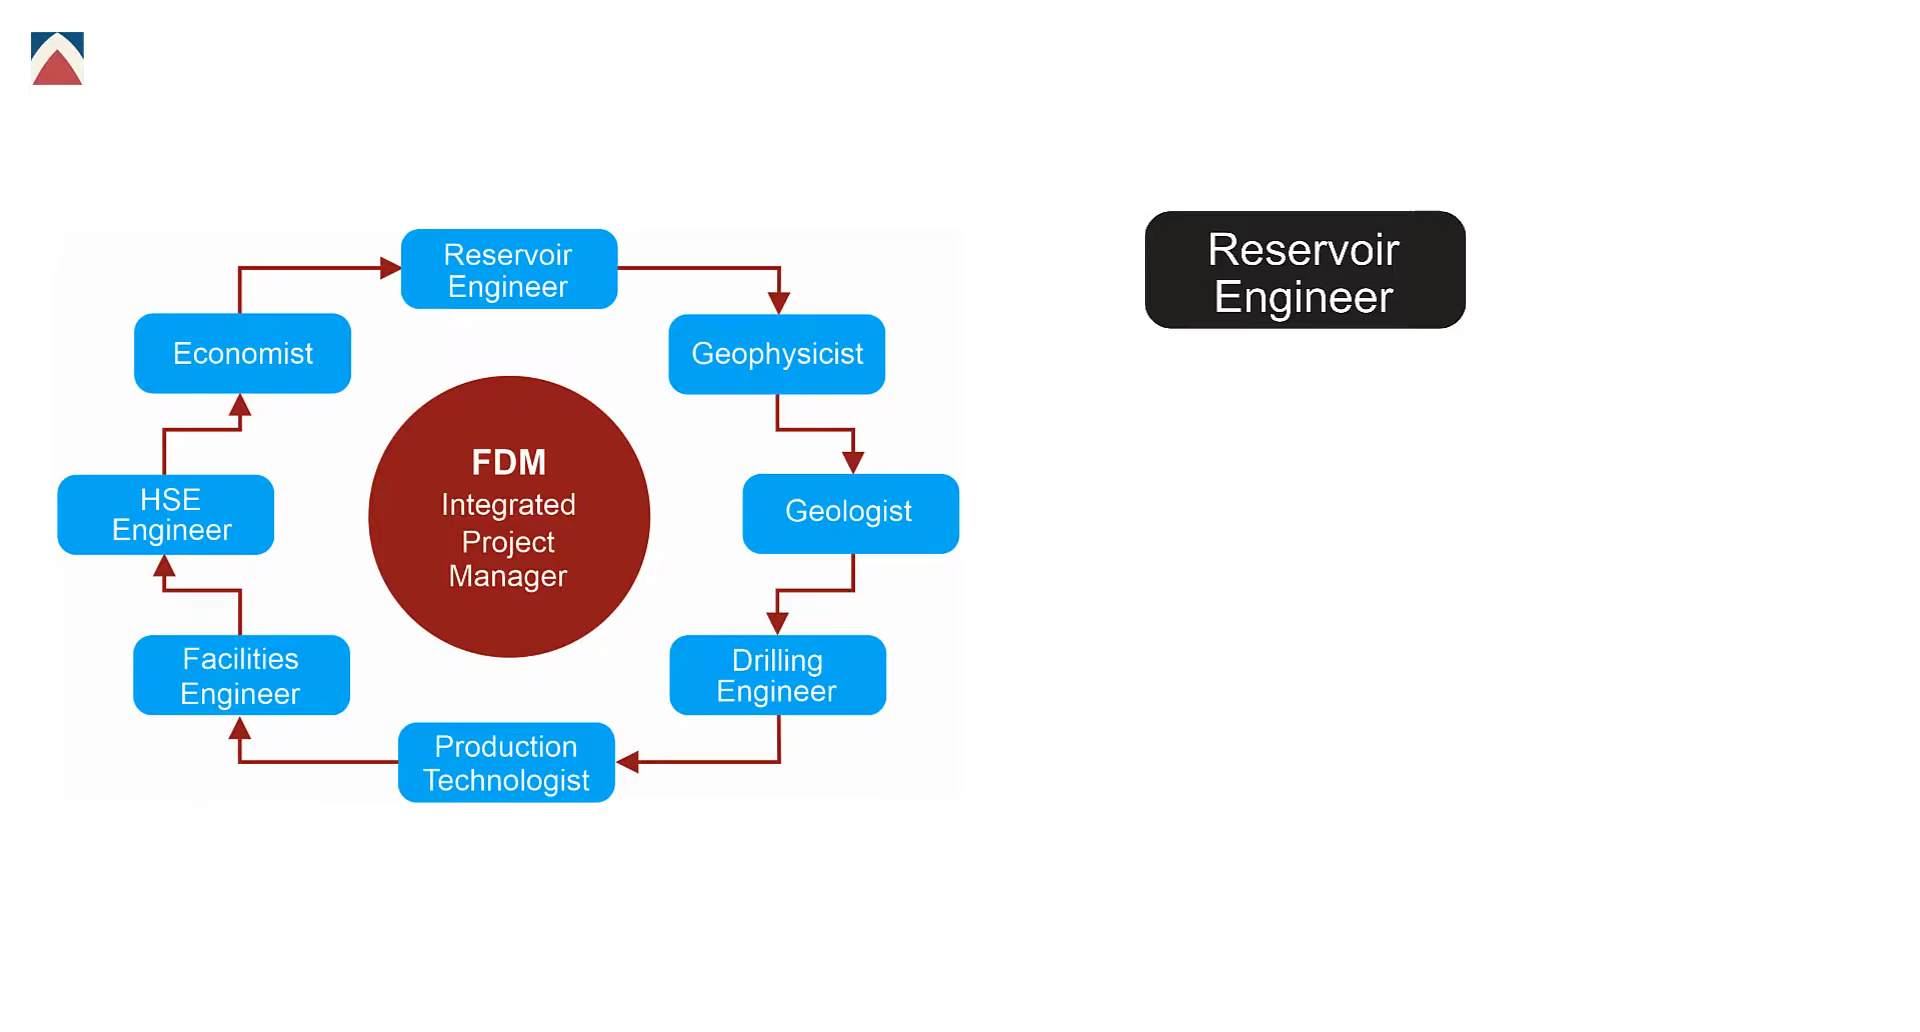 Reservoir
Engineer
Reservoir
Engineer
Economist
Geophysicist
FDM
Integrated
Project
Manager
HSE
Engineer
Geologist
Facilities
Engineer
Drilling
Engineer
Production
Technologist